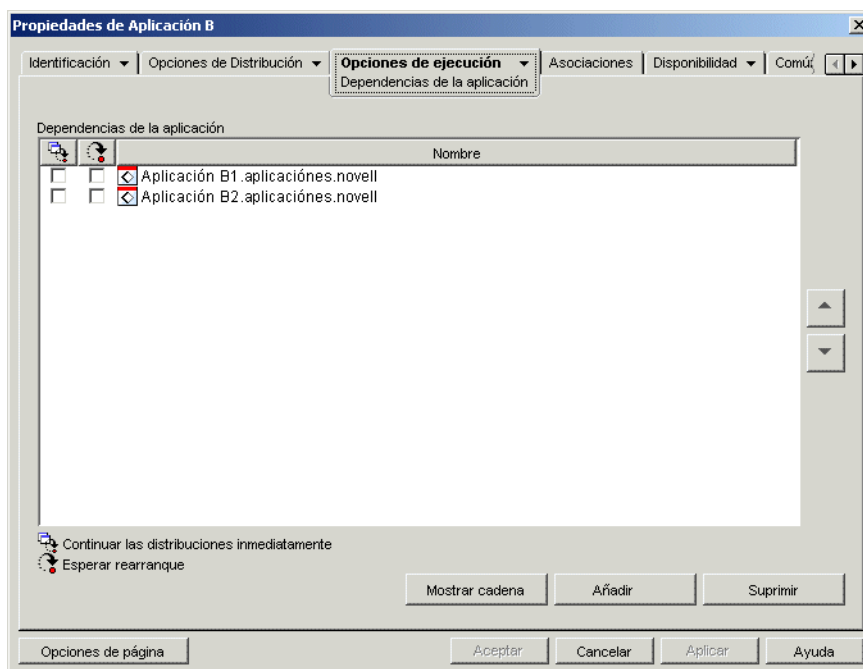 Propiedades de Aplicación B
Identificación Opciones de Distribución Opciones de ejecución Asociaciones Disponibilidad Comú
Dependencias de la aplicación
Dependencias de la aplicación
Nombre
Aplicación B1.aplicaciónes.novell
Aplicación B2.aplicaciónes.novell
Continuar las distribuciones inmediatamente
Esperar rearranque
Mostrar cadena Añadir Suprimir
Opciones de página Aceptar Cancelar Aplicar Ayuda